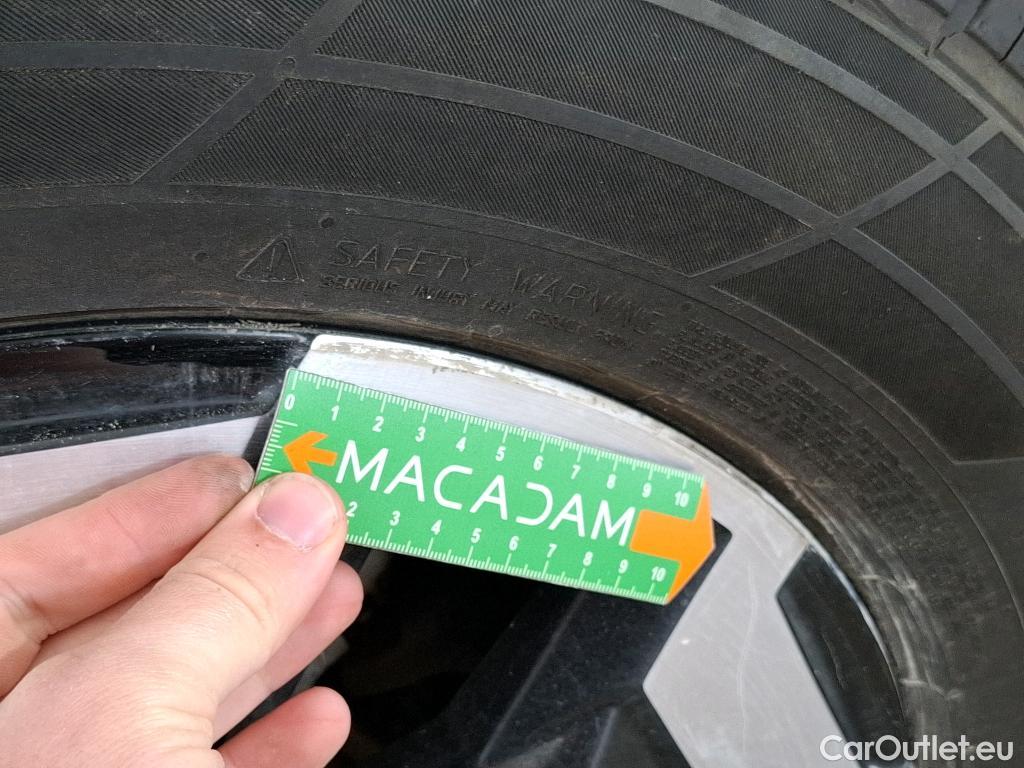 SAFETY WARNING
SERIOUS INJURY MAY RESULT FROM
0 1 2 3 4 5 6 7 8 9 10
MACADAM
2 3 4 5 6 7 8 9 10
CarOutlet.eu